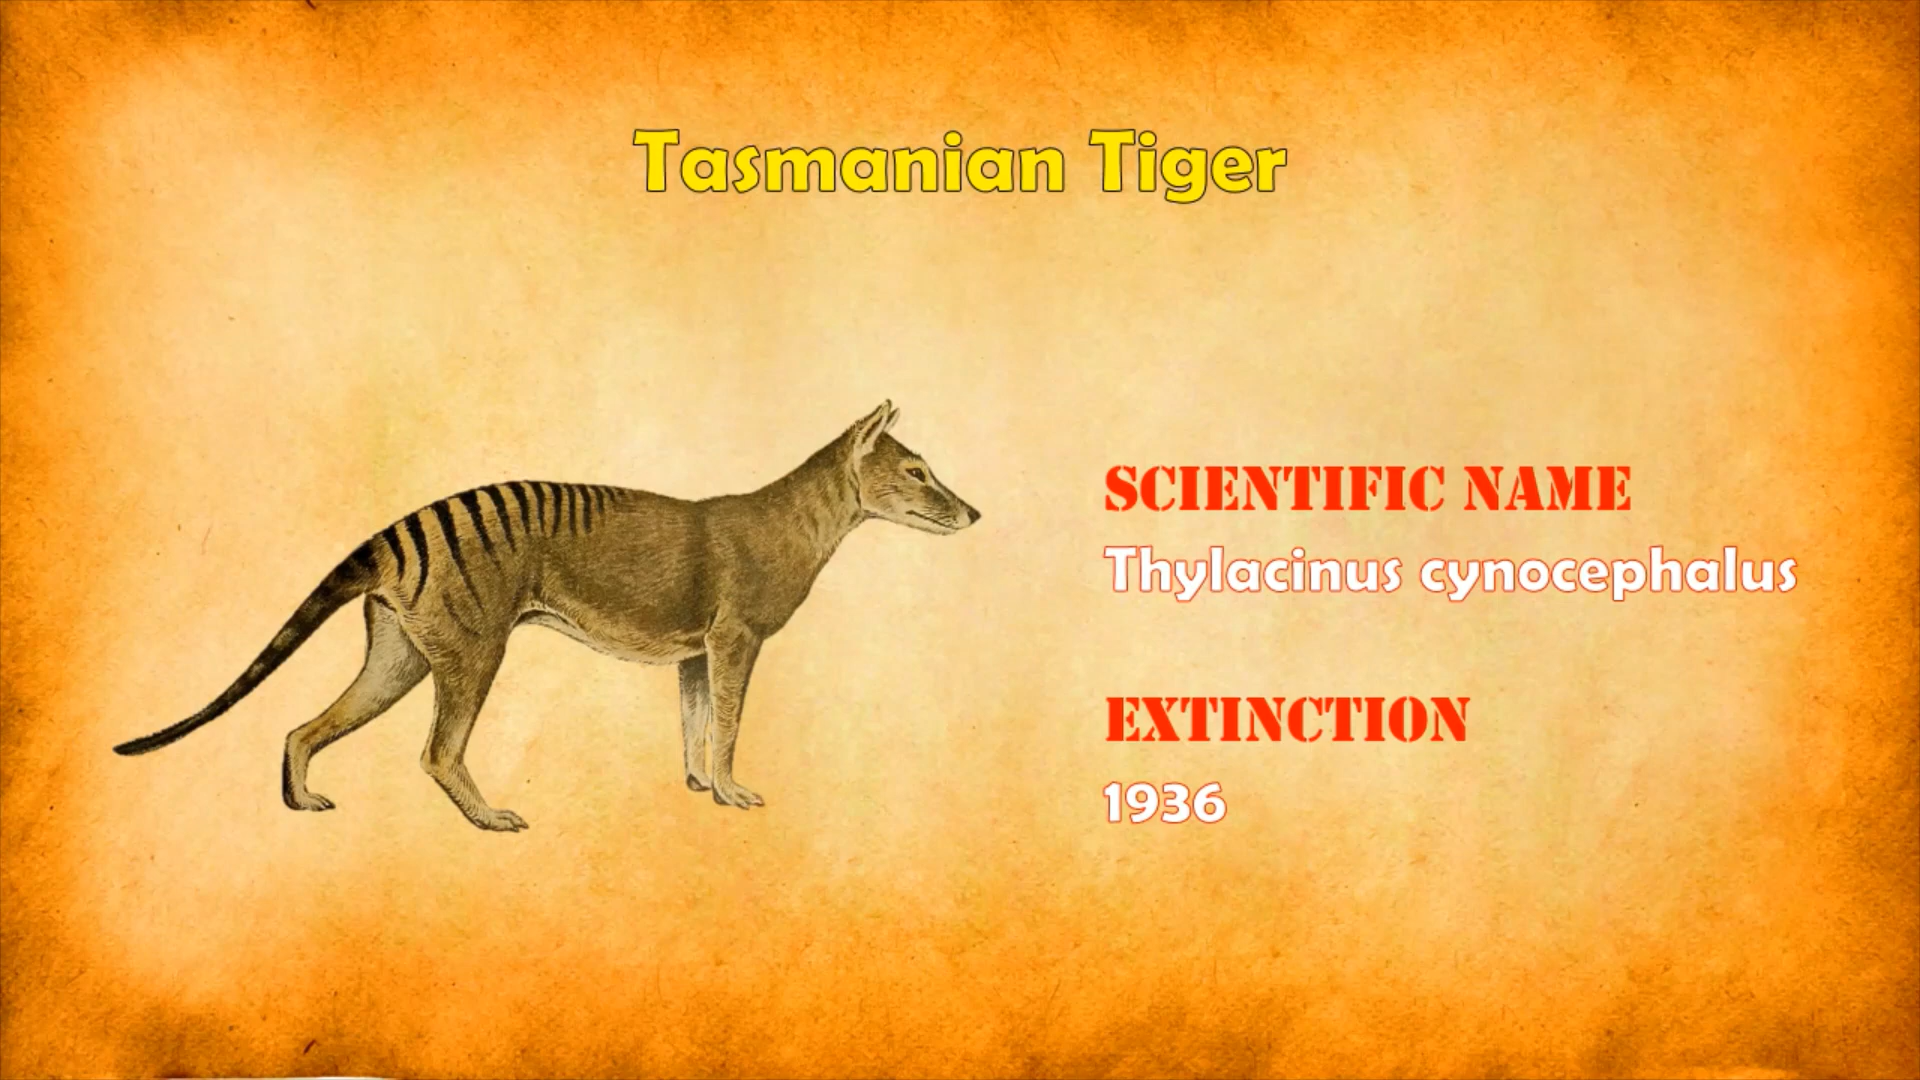 Tasmanian Tiger
SCIENTIFIC NAME
Thylacinus cynocephalus
EXTINCTION
1936